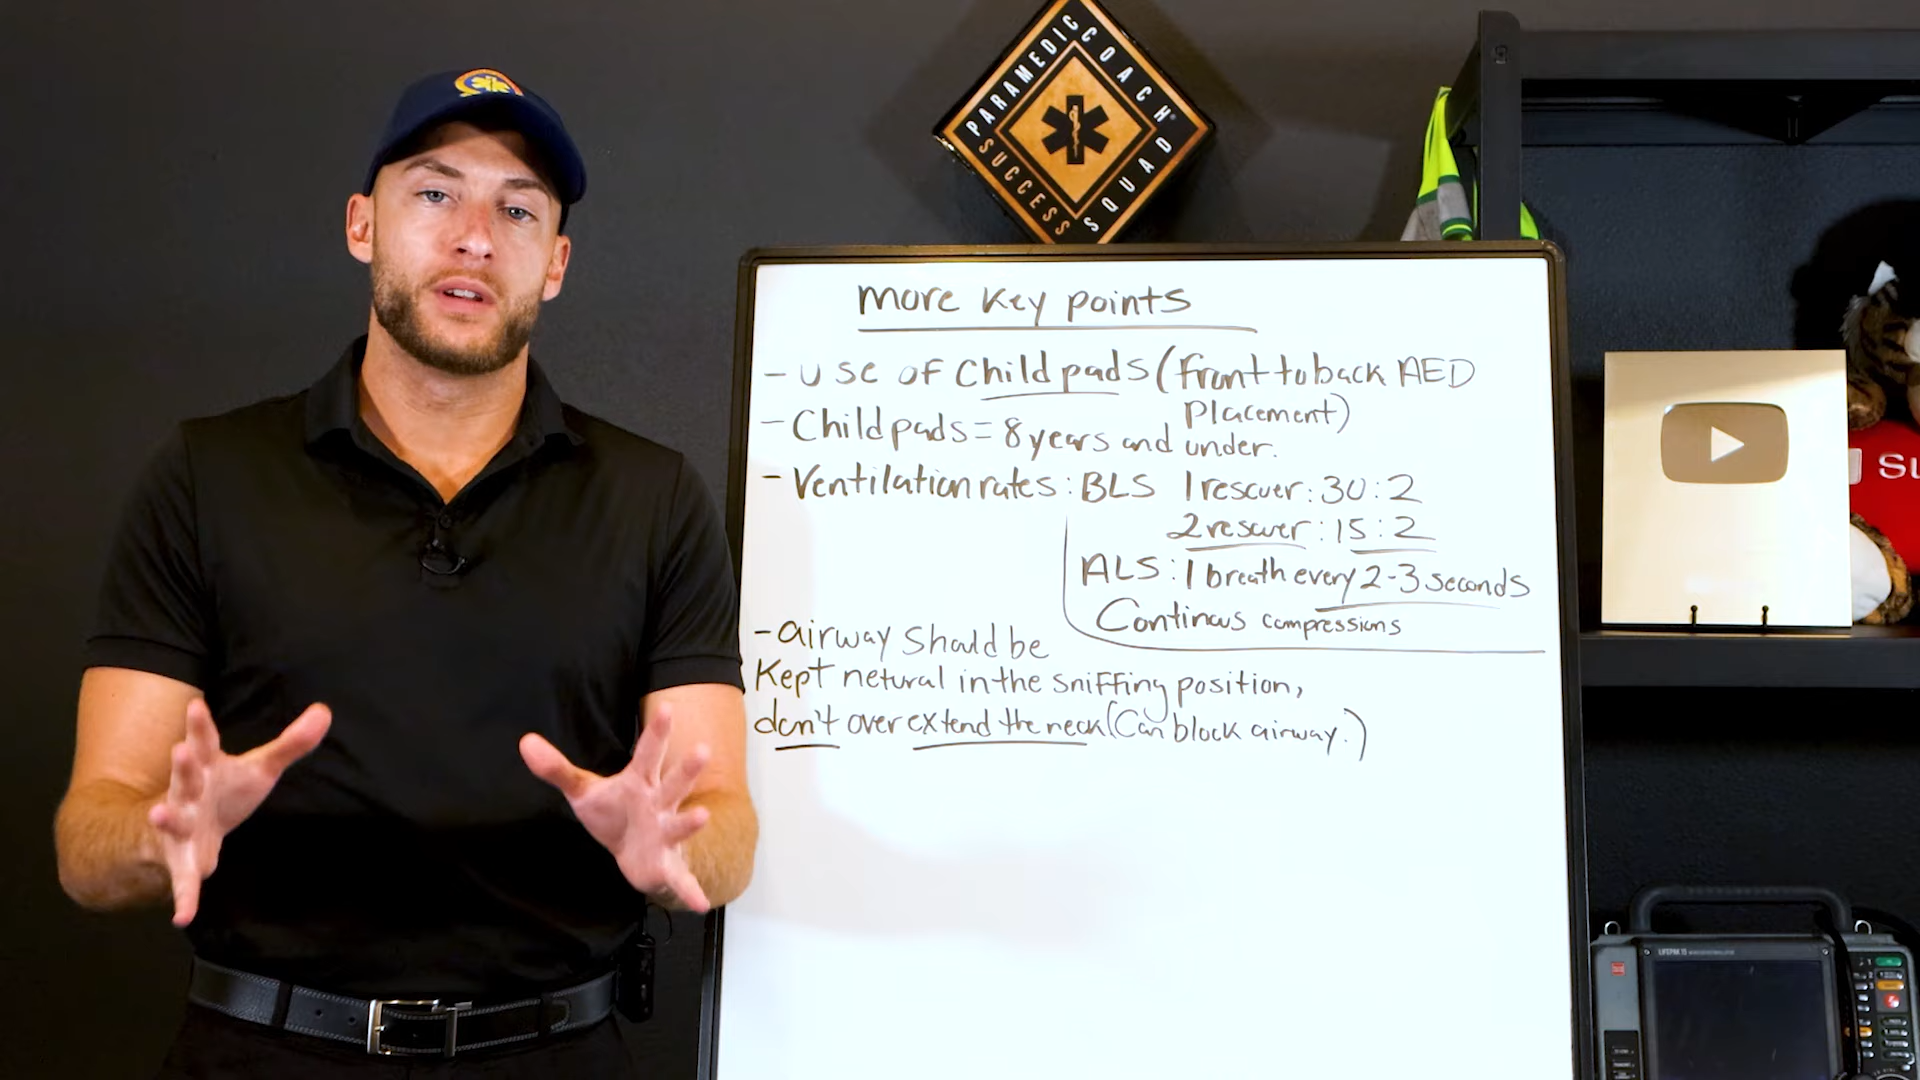 PARAMEDIC COACH®
SUCCESS SQUAD
more key points
- use of Child pads (front to back AED
placement)
- Child pads = 8 years and under.
- Ventilation rates: BLS 1 rescuer: 30:2
2 rescuer: 15:2
ALS: 1 breath every 2-3 seconds
Continous compressions
- airway should be
kept netural in the sniffing position,
don't over extend the neck (Can block airway.)
Su
LIFEPAK 15